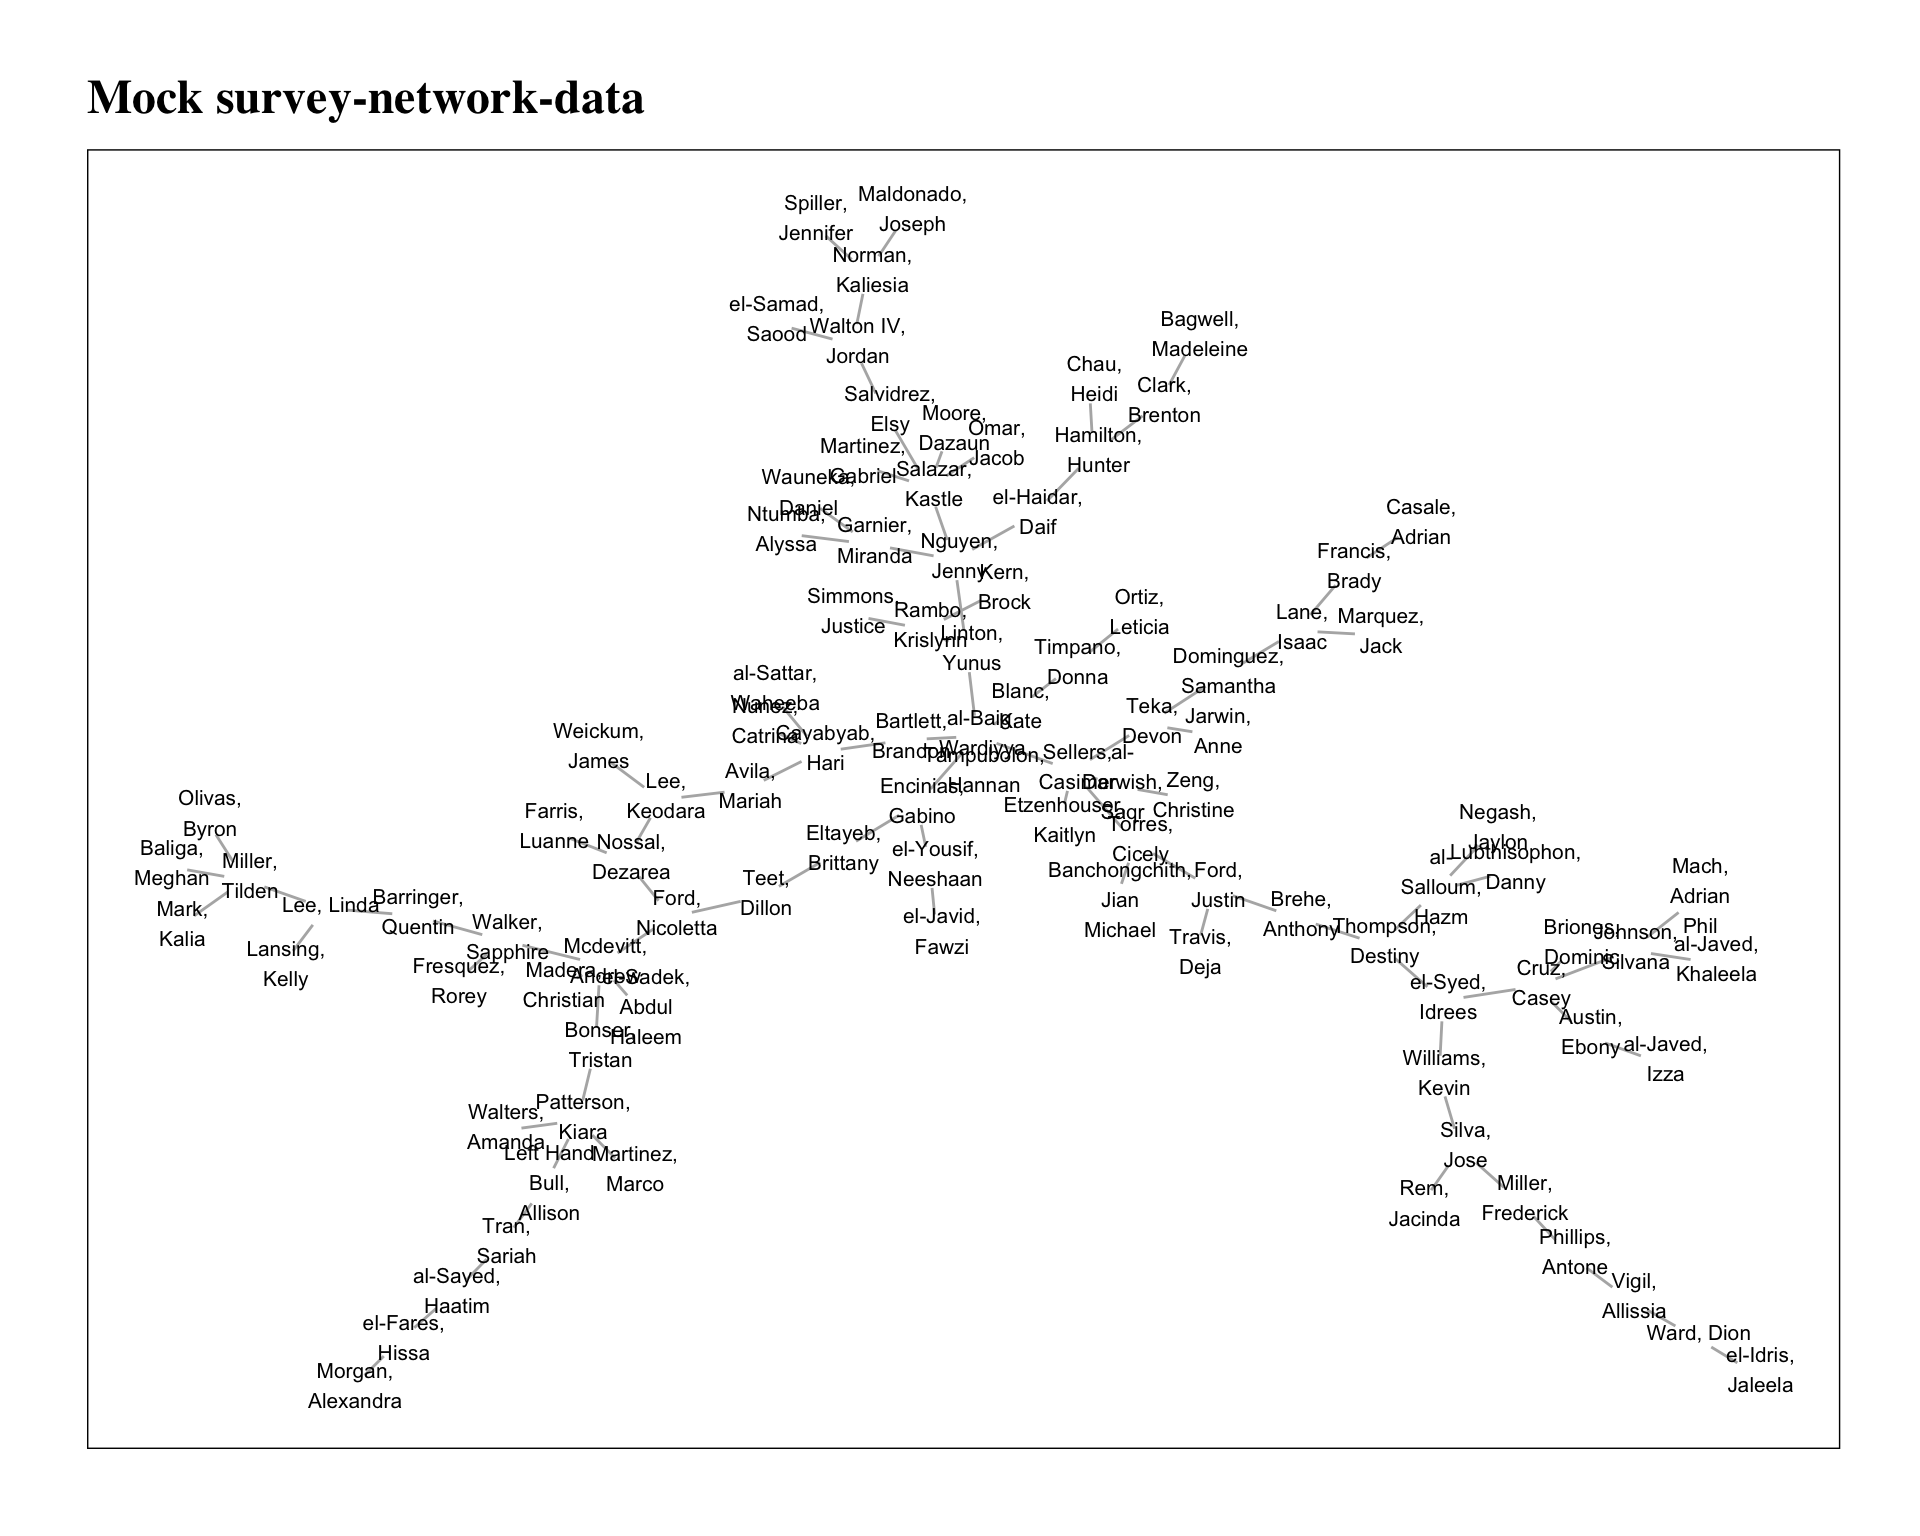 Mock survey-network-data
Spiller,
Jennifer
Maldonado,
Joseph
Norman,
Kaliesia
el-Samad,
Saood
Walton IV,
Jordan
Bagwell,
Madeleine
Chau,
Heidi
Clark,
Brenton
Salvidrez,
Elsy
Moore,
Dazaun
Omar,
Jacob
Hamilton,
Hunter
Martinez,
Gabriel
Salazar,
Kastle
Wauneka,
Daniel
el-Haidar,
Daif
Ntumba,
Alyssa
Garnier,
Miranda
Nguyen,
Jenny
Casale,
Adrian
Francis,
Brady
Kern,
Brock
Simmons,
Justice
Rambo,
Krislynn
Linton,
Yunus
Ortiz,
Leticia
Lane,
Isaac
Marquez,
Jack
Timpano,
Donna
Dominguez,
Samantha
al-Sattar,
Waheeba
Blanc,
Kate
Nunez,
Catrina
Teka,
Devon
Jarwin,
Anne
Bartlett,
Brandon
al-Baig,
Wardiyya
Weickum,
James
Cayabyab,
Hari
Tampubolon,
Hannan
Sellers,
Casimer
al-
Darwish,
Saqr
Avila,
Mariah
Lee,
Keodara
Encinias,
Gabino
Zeng,
Christine
Olivas,
Byron
Farris,
Luanne
Etzenhouser,
Kaitlyn
Negash,
Jaylon
Nossal,
Dezarea
Eltayeb,
Brittany
Torres,
Cicely
Baliga,
Meghan
Miller,
Tilden
el-Yousif,
Neeshaan
al-
Salloum,
Hazm
Lubthisophon,
Danny
Mach,
Adrian
Phil
Banchongchith,
Jian
Michael
Ford,
Justin
Teet,
Dillon
Mark,
Kalia
Lee, Linda
Barringer,
Quentin
Ford,
Nicoletta
Brehe,
Anthony
el-Javid,
Fawzi
Walker,
Sapphire
Thompson,
Destiny
Briones,
Dominic
Johnson,
Silvana
Lansing,
Kelly
Travis,
Deja
Mcdevitt,
Andrew
al-Javed,
Khaleela
Fresquez,
Rorey
Madera,
Christian
el-Sadek,
Abdul
Haleem
el-Syed,
Idrees
Cruz,
Casey
Bonser,
Tristan
Austin,
Ebony
al-Javed,
Izza
Williams,
Kevin
Patterson,
Kiara
Walters,
Amanda
Silva,
Jose
Left Hand
Bull,
Allison
Martinez,
Marco
Rem,
Jacinda
Miller,
Frederick
Tran,
Sariah
Phillips,
Antone
al-Sayed,
Haatim
Vigil,
Allissia
el-Fares,
Hissa
Ward, Dion
el-Idris,
Jaleela
Morgan,
Alexandra